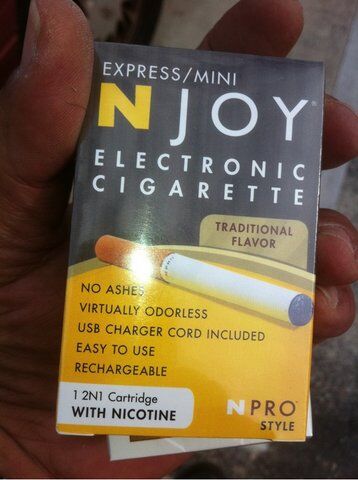 EXPRESS/MINI
NJOY®
ELECTRONIC
CIGARETTE
TRADITIONAL
FLAVOR
NO ASHES
VIRTUALLY ODORLESS
USB CHARGER CORD INCLUDED
EASY TO USE
RECHARGEABLE
1 2N1 Cartridge
WITH NICOTINE
NPRO™
STYLE